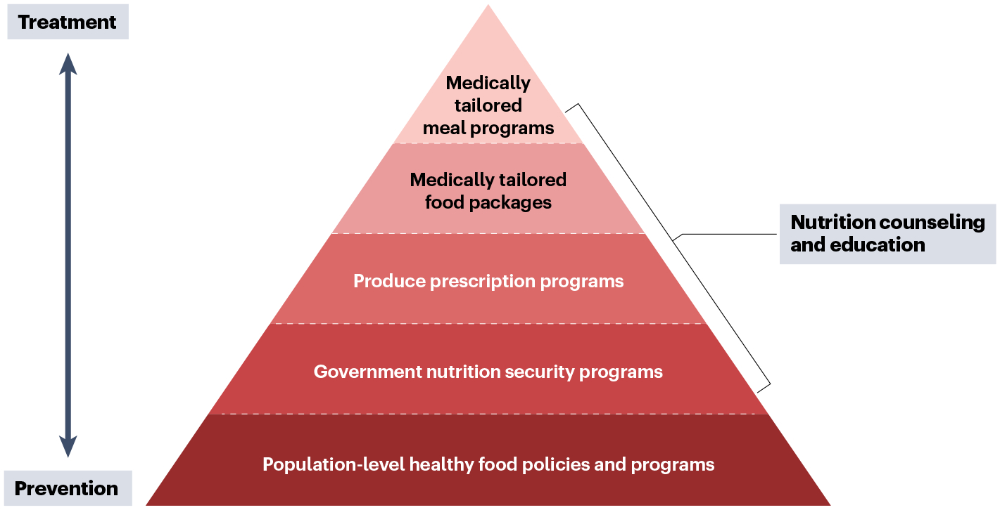 Treatment
Medically
tailored
meal programs
Medically tailored
food packages
Nutrition counseling
and education
Produce prescription programs
Government nutrition security programs
Population-level healthy food policies and programs
Prevention